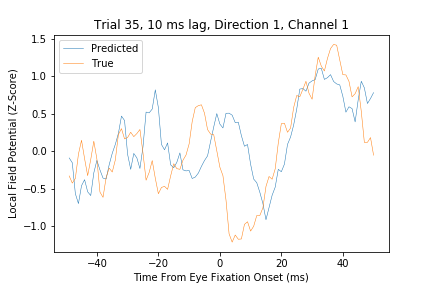 Trial 35, 10 ms lag, Direction 1, Channel 1
Predicted
True
1.5
1.0
0.5
0.0
−0.5
−1.0
Local Field Potential (Z-Score)
−40
−20
0
20
40
Time From Eye Fixation Onset (ms)